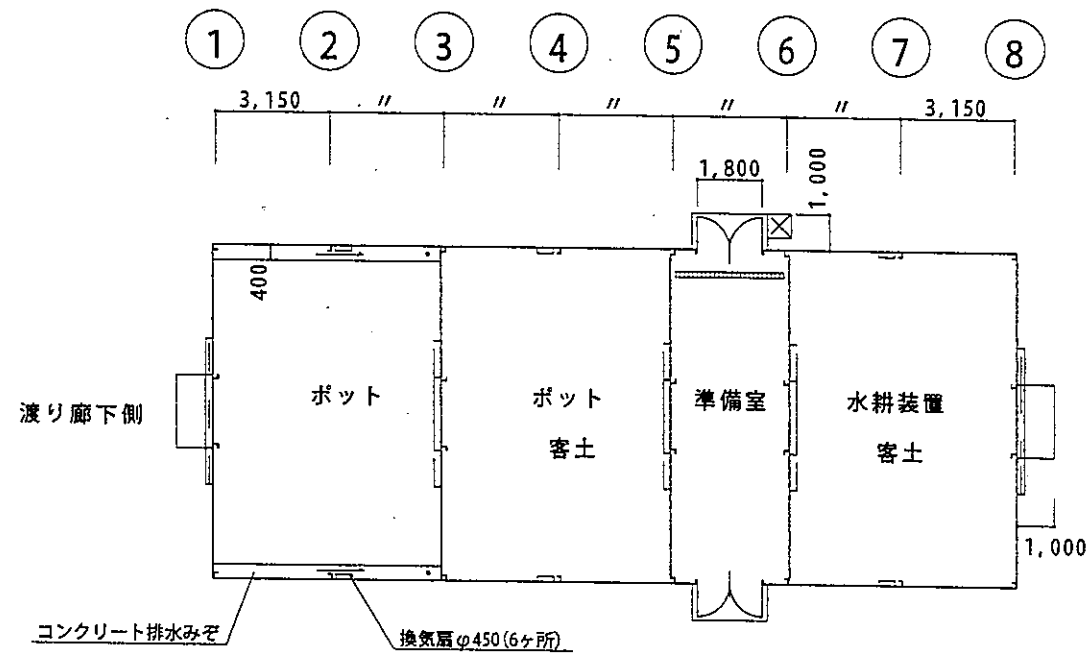 1 2 3 4 5 6 7 8
3,150 〃 〃 〃 〃 〃 3,150
1,800
1,000
400
渡り廊下側
ポット
ポット
客土
準備室
水耕装置
客土
1,000
コンクリート排水みぞ
換気扇φ450(6ヶ所)